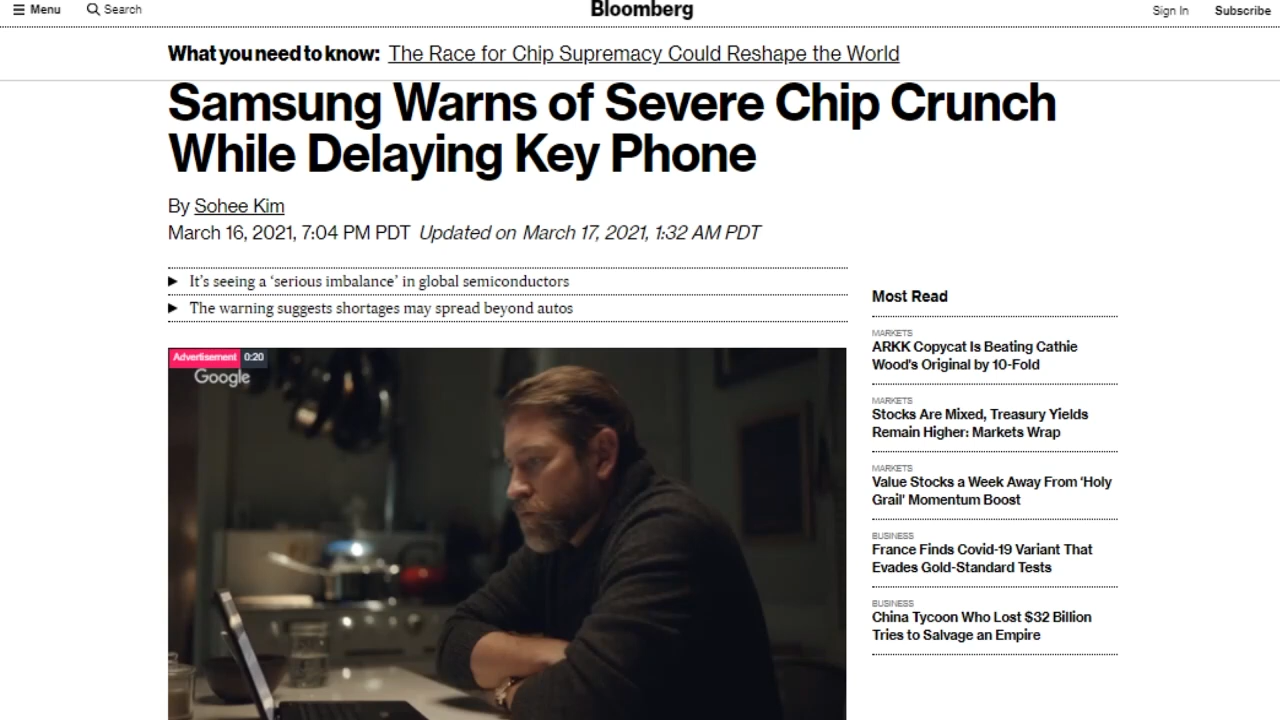 Menu
Search
Bloomberg
Sign In
Subscribe
What you need to know: The Race for Chip Supremacy Could Reshape the World
Samsung Warns of Severe Chip Crunch
While Delaying Key Phone
By Sohee Kim
March 16, 2021, 7:04 PM PDT Updated on March 17, 2021, 1:32 AM PDT
It's seeing a ‘serious imbalance’ in global semiconductors
The warning suggests shortages may spread beyond autos
Advertisement 0:20
Google
Most Read
MARKETS
ARKK Copycat Is Beating Cathie
Wood's Original by 10-Fold
MARKETS
Stocks Are Mixed, Treasury Yields
Remain Higher: Markets Wrap
MARKETS
Value Stocks a Week Away From ‘Holy
Grail’ Momentum Boost
BUSINESS
France Finds Covid-19 Variant That
Evades Gold-Standard Tests
BUSINESS
China Tycoon Who Lost $32 Billion
Tries to Salvage an Empire